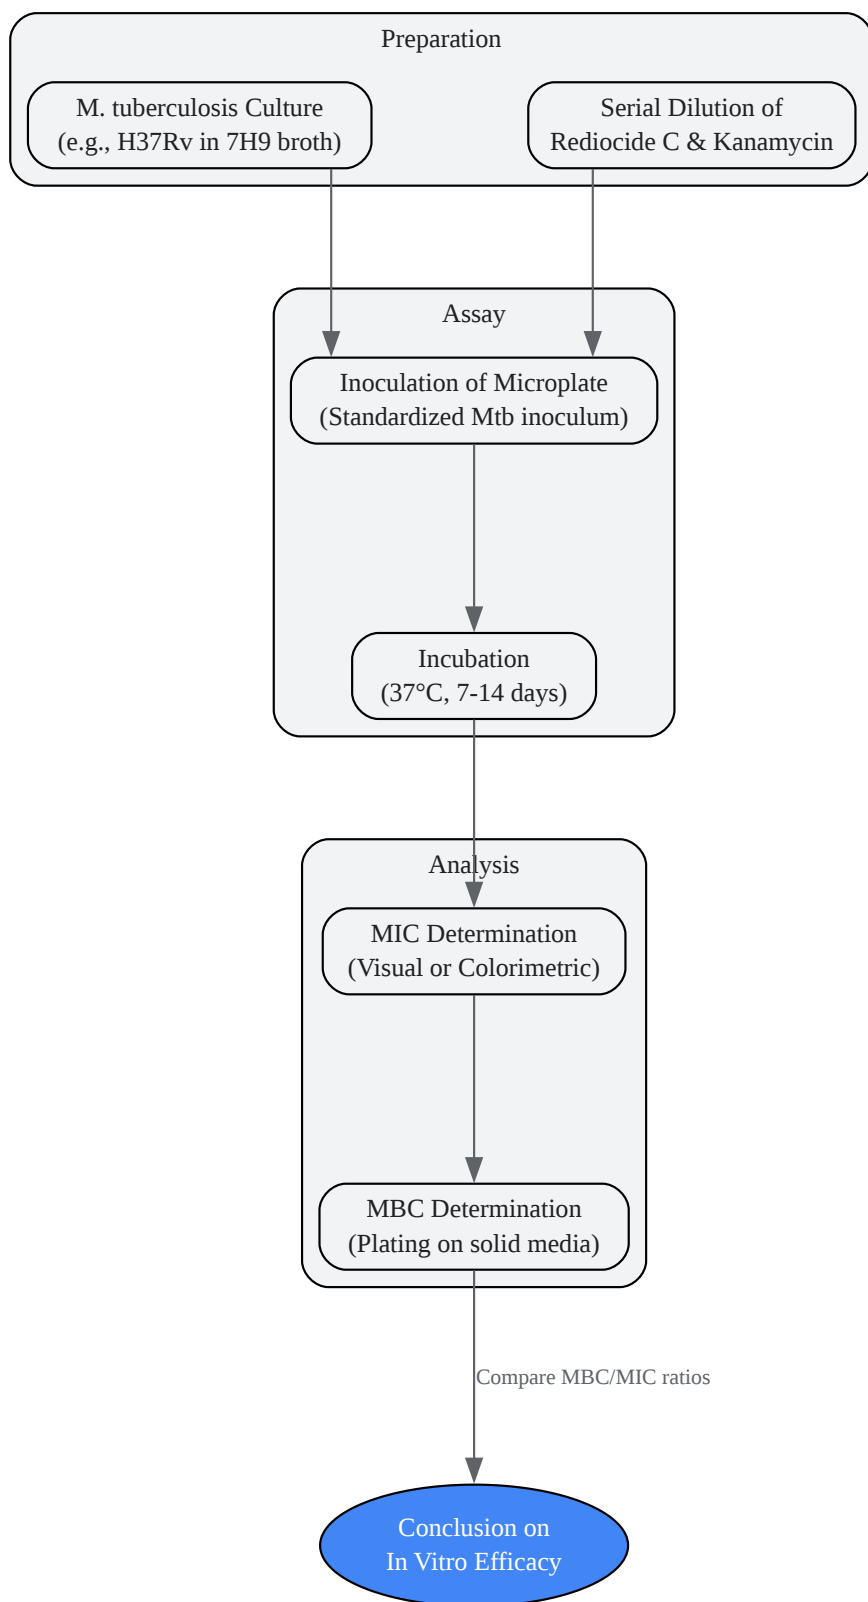 Preparation
M. tuberculosis Culture
(e.g., H37Rv in 7H9 broth)
Serial Dilution of
Rediocide C & Kanamycin
Assay
Inoculation of Microplate
(Standardized Mtb inoculum)
Incubation
(37°C, 7-14 days)
Analysis
MIC Determination
(Visual or Colorimetric)
MBC Determination
(Plating on solid media)
Compare MBC/MIC ratios
Conclusion on
In Vitro Efficacy